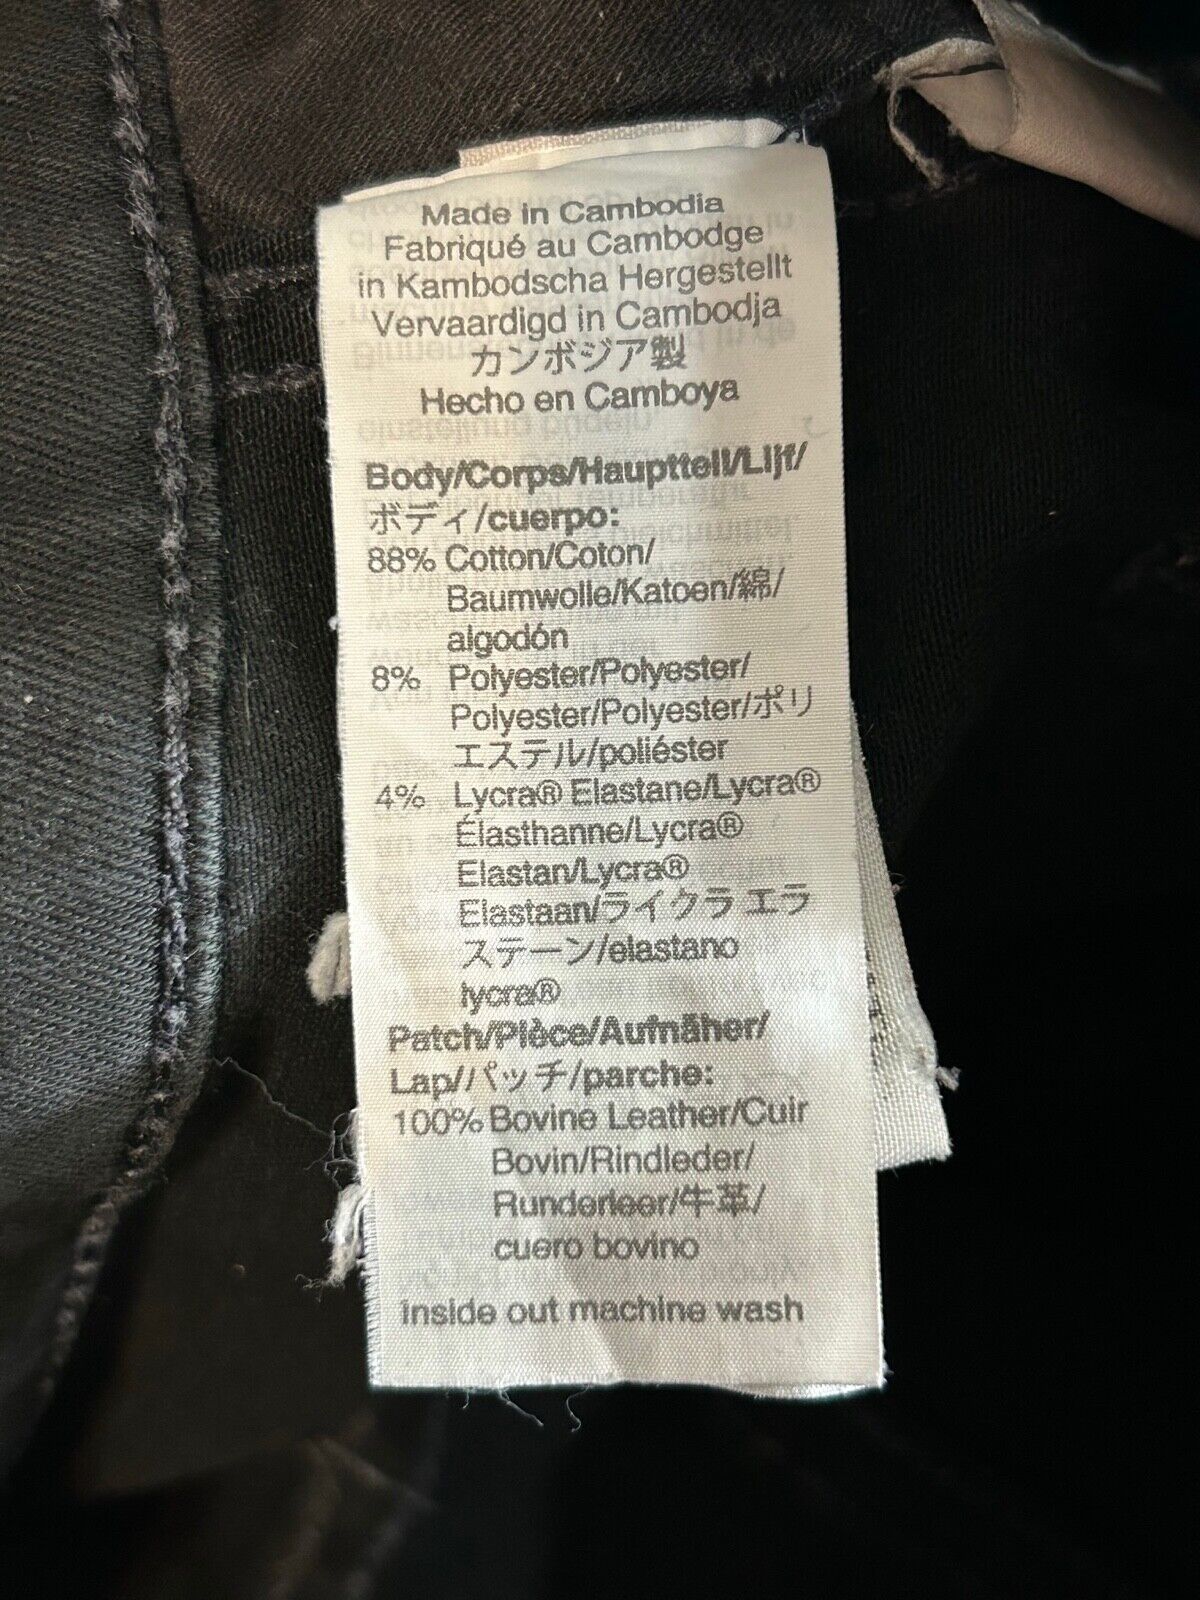 Made in Cambodia
Fabriqué au Cambodge
in Kambodscha Hergestellt
Vervaardigd in Cambodja
カンボジア製
Hecho en Camboya
Body/Corps/Hauptteil/Lijf/
ボディ/cuerpo:
88% Cotton/Coton/
Baumwolle/Katoen/綿/
algodón
8% Polyester/Polyester/
Polyester/Polyester/ポリ
エステル/poliéster
4% Lycra® Elastane/Lycra®
Élasthanne/Lycra®
Elastan/Lycra®
Elastaan/ライクラ エラ
ステーン/elastano
lycra®
Patch/Pièce/Aufnäher/
Lap/パッチ/parche:
100% Bovine Leather/Cuir
Bovin/Rindleder/
Runderleer/牛革/
cuero bovino
Inside out machine wash